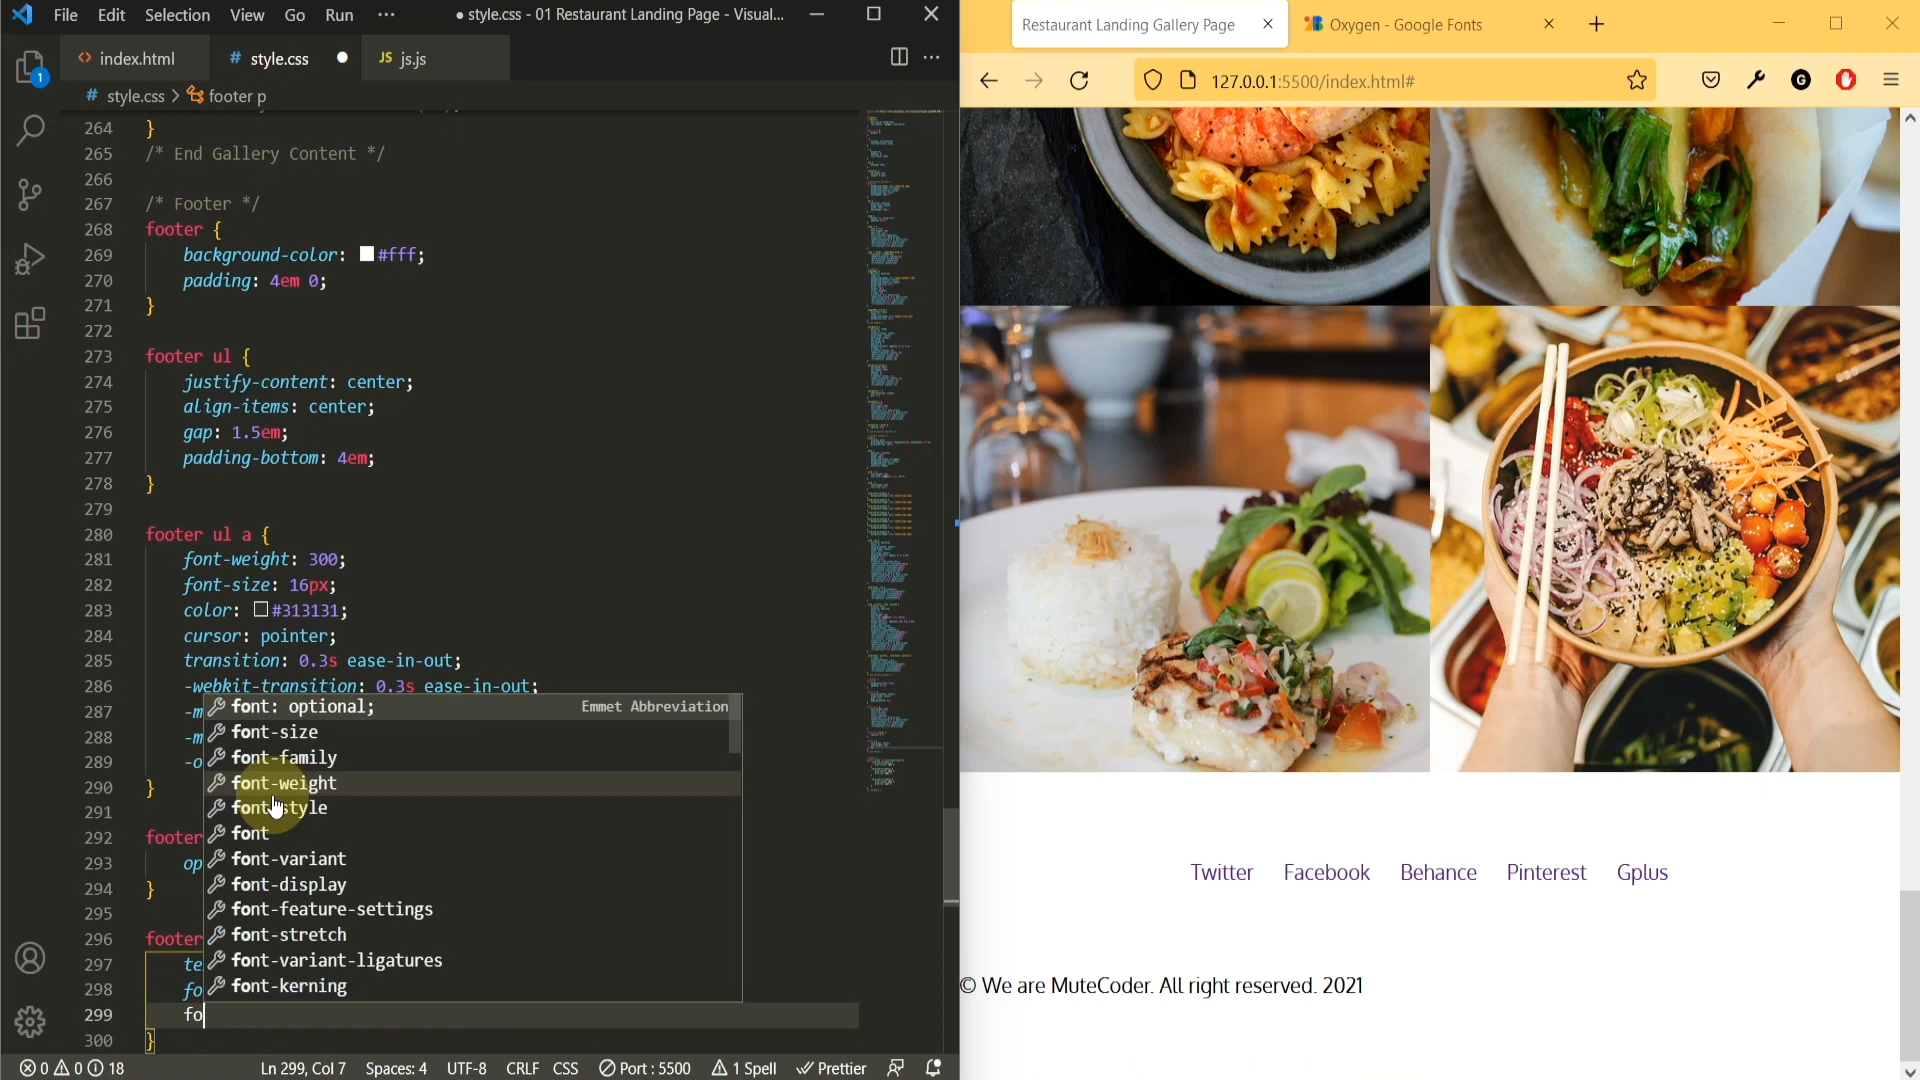 File Edit Selection View Go Run ··· ● style.css - 01 Restaurant Landing Page - Visual...
index.html # style.css ● JS js.js
# style.css > footer p
264 }
265 /* End Gallery Content */
266
267 /* Footer */
268 footer {
269 background-color: #fff;
270 padding: 4em 0;
271 }
272
273 footer ul {
274 justify-content: center;
275 align-items: center;
276 gap: 1.5em;
277 padding-bottom: 4em;
278 }
279
280 footer ul a {
281 font-weight: 300;
282 font-size: 16px;
283 color: #313131;
284 cursor: pointer;
285 transition: 0.3s ease-in-out;
286 -webkit-transition: 0.3s ease-in-out;
287 -m
288 -m
289 -o
290 }
291
292 footer
293 op
294 }
295
296 footer
297 te
298 fo
299 fo
300 }
font: optional; Emmet Abbreviation
font-size
font-family
font-weight
font-style
font
font-variant
font-display
font-feature-settings
font-stretch
font-variant-ligatures
font-kerning
1
0 0 18 Ln 299, Col 7 Spaces: 4 UTF-8 CRLF CSS Port : 5500 1 Spell Prettier
Restaurant Landing Gallery Page × Oxygen - Google Fonts × +
127.0.0.1:5500/index.html#
G
Twitter Facebook Behance Pinterest Gplus
© We are MuteCoder. All right reserved. 2021